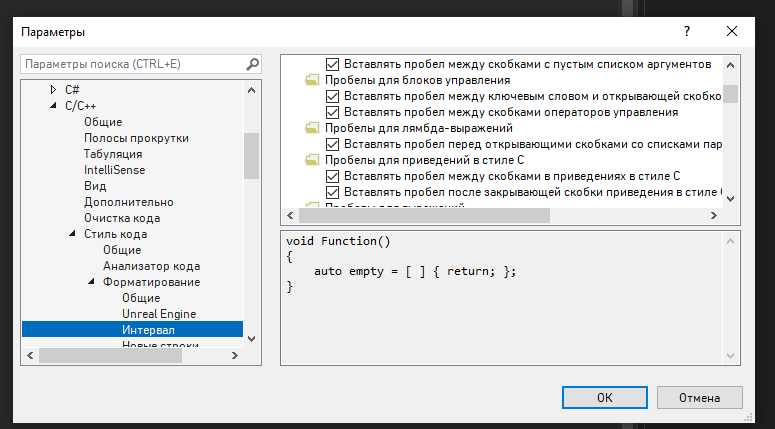 Параметры
Параметры поиска (CTRL+E)
C#
C/C++
Общие
Полосы прокрутки
Табуляция
IntelliSense
Вид
Дополнительно
Очистка кода
Стиль кода
Общие
Анализатор кода
Форматирование
Общие
Unreal Engine
Интервал
Новые строки
Вставлять пробел между скобками с пустым списком аргументов
Пробелы для блоков управления
Вставлять пробел между ключевым словом и открывающей скобко
Вставлять пробел между скобками операторов управления
Пробелы для лямбда-выражений
Вставлять пробел перед открывающими скобками со списками пар
Пробелы для приведений в стиле C
Вставлять пробел между скобками в приведениях в стиле C
Вставлять пробел после закрывающей скобки приведения в стиле C
Пробелы для выражений
void Function()
{
    auto empty = [ ] { return; };
}
ОК
Отмена